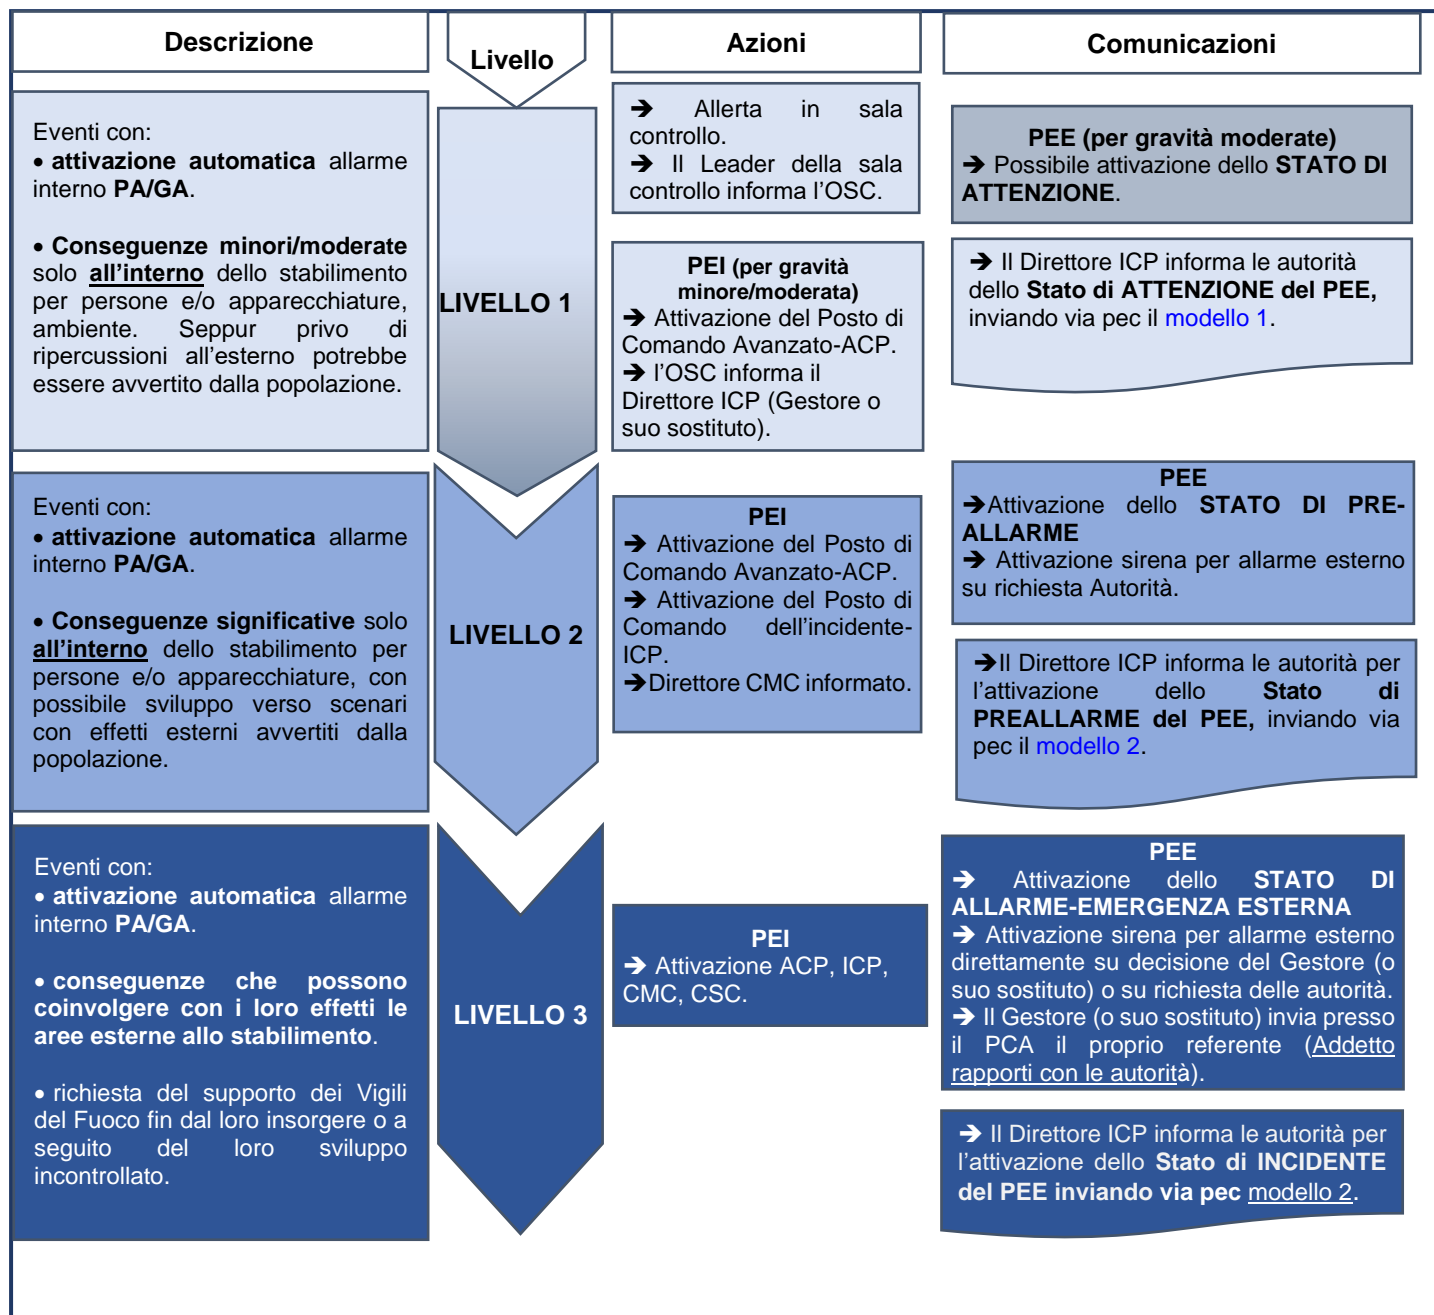 Descrizione
Livello
Azioni
Comunicazioni
Eventi con:
• attivazione automatica allarme
interno PA/GA.
• Conseguenze minori/moderate
solo all’interno dello stabilimento
per persone e/o apparecchiature,
ambiente. Seppur privo di
ripercussioni all’esterno potrebbe
essere avvertito dalla popolazione.
LIVELLO 1
➔ Allerta in sala
controllo.
➔ Il Leader della sala
controllo informa l’OSC.
PEI (per gravità
minore/moderata)
➔ Attivazione del Posto di
Comando Avanzato-ACP.
➔ l’OSC informa il
Direttore ICP (Gestore o
suo sostituto).
PEE (per gravità moderate)
➔ Possibile attivazione dello STATO DI
ATTENZIONE.
➔ Il Direttore ICP informa le autorità
dello Stato di ATTENZIONE del PEE,
inviando via pec il modello 1.
Eventi con:
• attivazione automatica allarme
interno PA/GA.
• Conseguenze significative solo
all’interno dello stabilimento per
persone e/o apparecchiature, con
possibile sviluppo verso scenari
con effetti esterni avvertiti dalla
popolazione.
LIVELLO 2
PEI
➔ Attivazione del Posto di
Comando Avanzato-ACP.
➔ Attivazione del Posto di
Comando dell’incidente-
ICP.
➔Direttore CMC informato.
PEE
➔Attivazione dello STATO DI PRE-
ALLARME
➔ Attivazione sirena per allarme esterno
su richiesta Autorità.
➔Il Direttore ICP informa le autorità per
l’attivazione dello Stato di
PREALLARME del PEE, inviando via
pec il modello 2.
Eventi con:
• attivazione automatica allarme
interno PA/GA.
• conseguenze che possono
coinvolgere con i loro effetti le
aree esterne allo stabilimento.
• richiesta del supporto dei Vigili
del Fuoco fin dal loro insorgere o a
seguito del loro sviluppo
incontrollato.
LIVELLO 3
PEI
➔ Attivazione ACP, ICP,
CMC, CSC.
PEE
➔ Attivazione dello STATO DI
ALLARME-EMERGENZA ESTERNA
➔ Attivazione sirena per allarme esterno
direttamente su decisione del Gestore (o
suo sostituto) o su richiesta delle autorità.
➔ Il Gestore (o suo sostituto) invia presso
il PCA il proprio referente (Addetto
rapporti con le autorità).
➔ Il Direttore ICP informa le autorità per
l’attivazione dello Stato di INCIDENTE
del PEE inviando via pec modello 2.